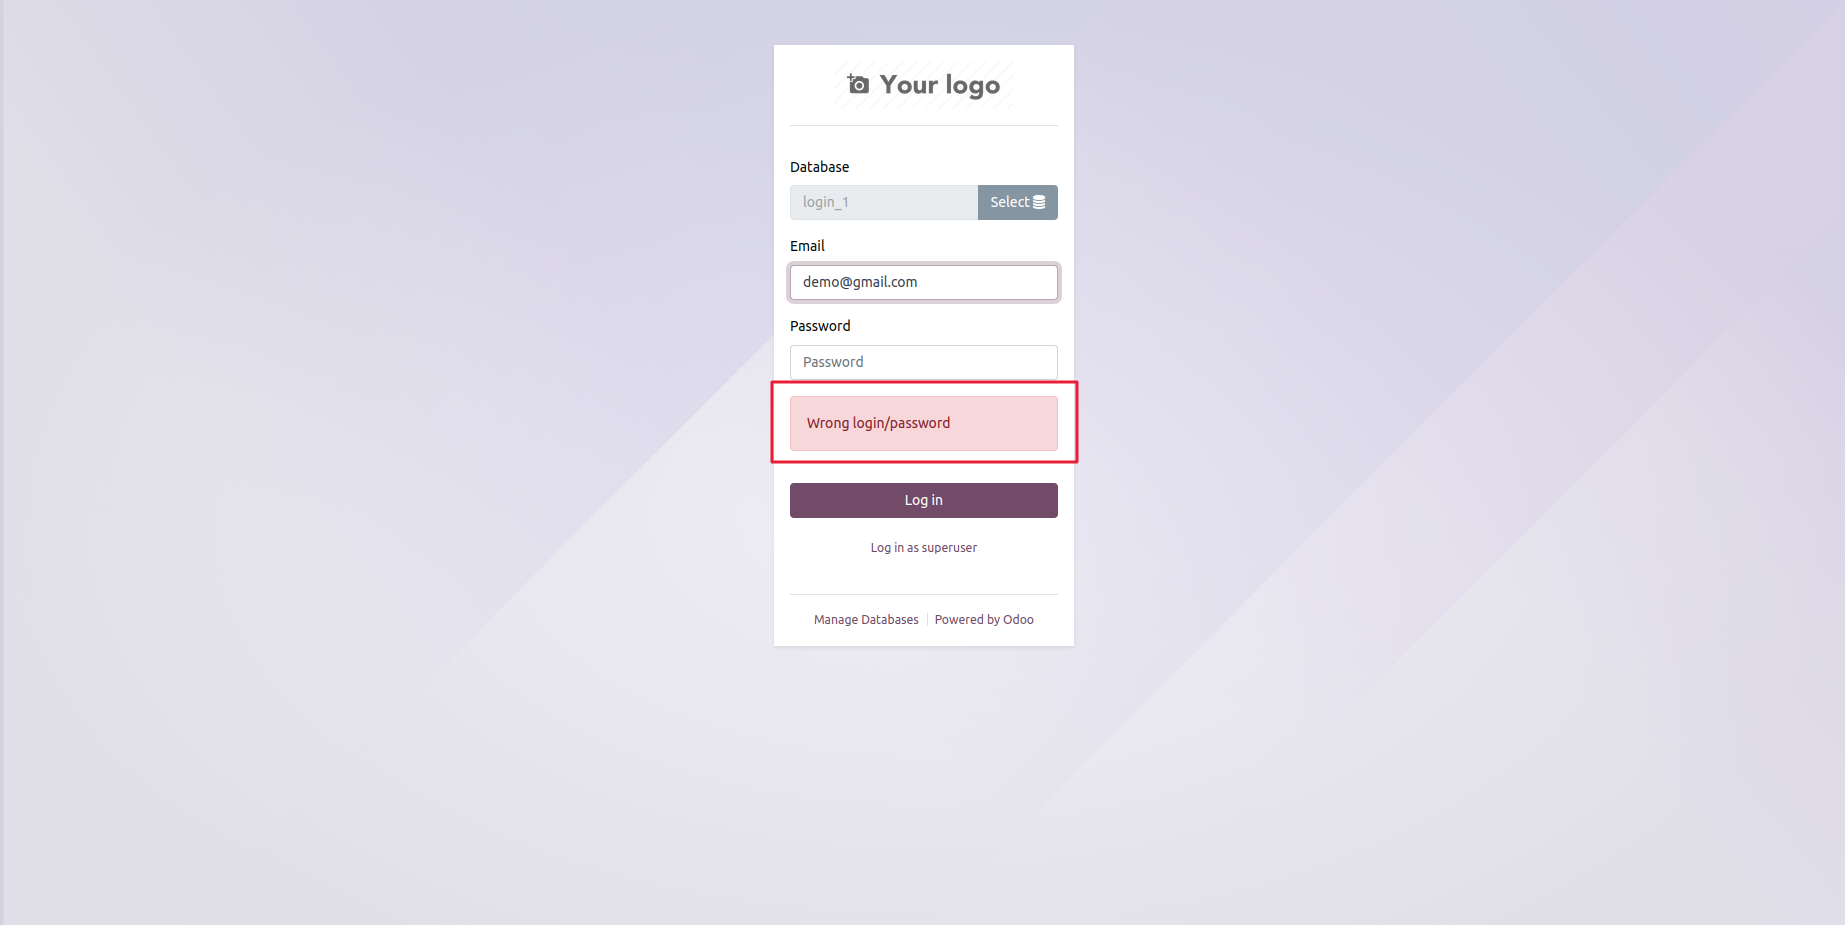 Your logo
Database
login_1 Select
Email
demo@gmail.com
Password
Password
Wrong login/password
Log in
Log in as superuser
Manage Databases Powered by Odoo